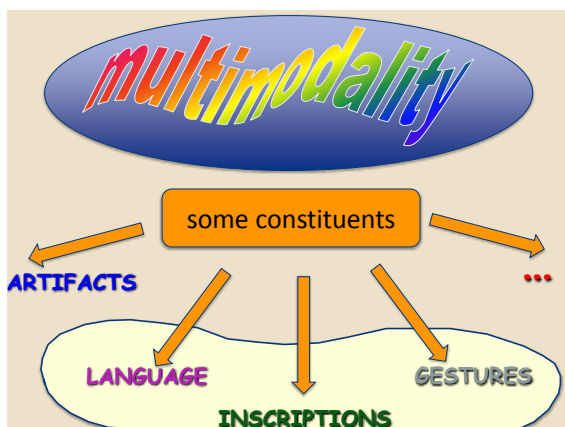 multimodality
some constituents
ARTIFACTS
...
LANGUAGE
GESTURES
INSCRIPTIONS